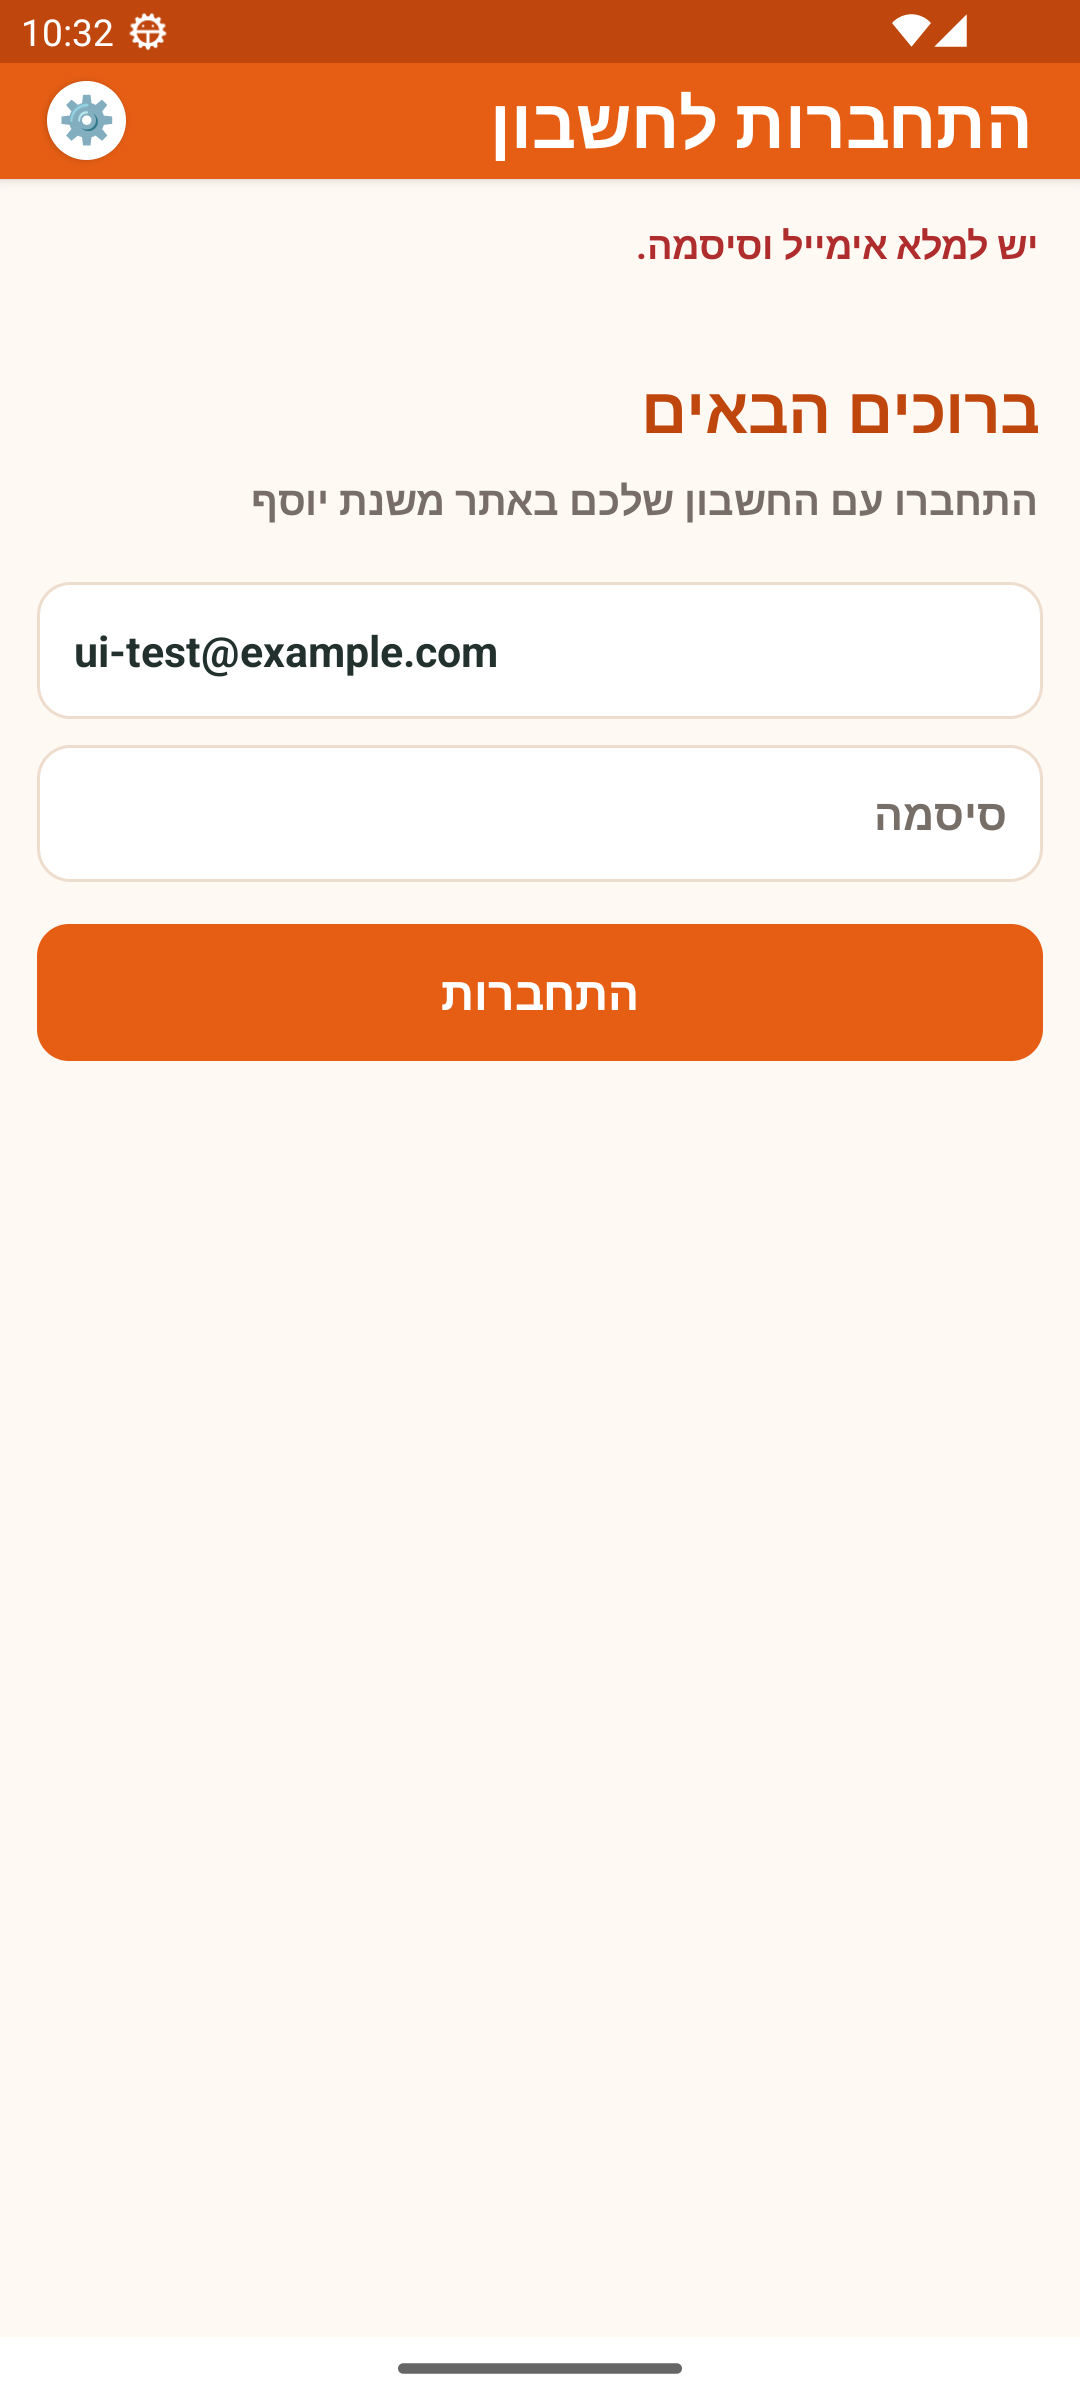 10:32
התחברות לחשבון
יש למלא אימייל וסיסמה.
ברוכים הבאים
התחברו עם החשבון שלכם באתר משנת יוסף
ui-test@example.com
סיסמה
התחברות